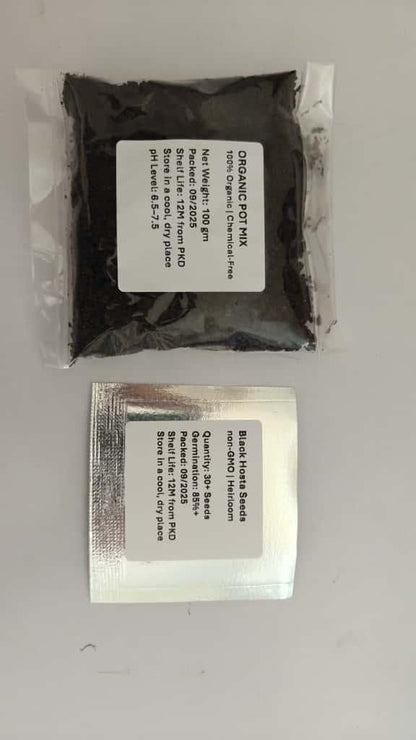 ORGANIC POT MIX
100% Organic | Chemical-Free
Net Weight: 100 gm
Packed: 09/2025
Shelf Life: 12M from PKD
Store in a cool, dry place
pH Level: 6.5–7.5
Black Hosta Seeds
non-GMO | Heirloom
Quantity: 30+ Seeds
Germination: 85%+
Packed: 09/2025
Shelf Life: 12M from PKD
Store in a cool, dry place